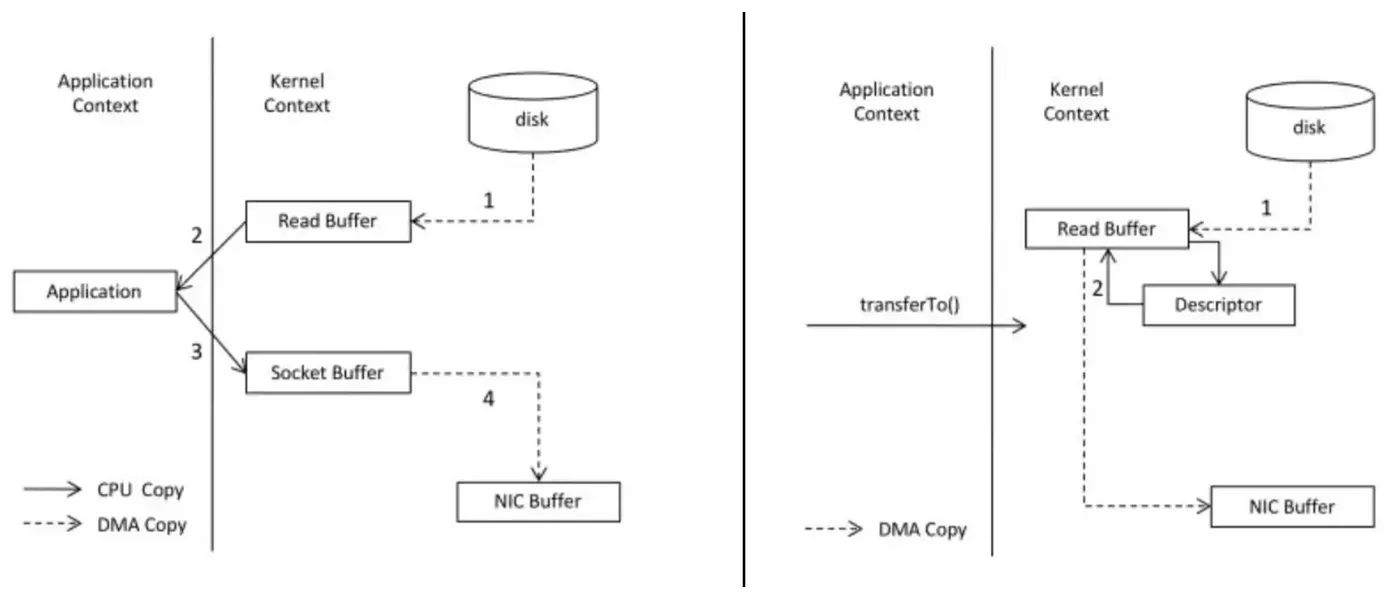 Application
Context
Kernel
Context
disk
1
Read Buffer
2
Application
3
Socket Buffer
4
NIC Buffer
CPU Copy
DMA Copy
Application
Context
Kernel
Context
disk
1
Read Buffer
2
Descriptor
transferTo()
NIC Buffer
DMA Copy